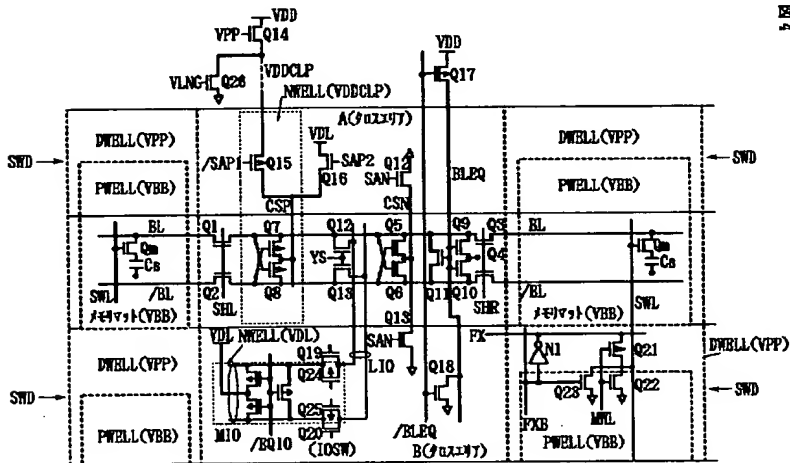 図4
VDD
VPP Q14
VDD
VLNG Q26
VDDCLP
Q17
NWELL(VDDCLP)
A(クロスエリア)
DWELL(VPP)
VDL
DWELL(VPP)
SWD
/SAP1 Q15
SAP2
Q12
BLEQ
SWD
PWELL(VBB)
Q16
SAN
PWELL(VBB)
CSP
CSN
BL Q1 Q7 Q12 Q5 Q9 Q3 BL
Qm
YS
Q4
Qm
Cs
Cs
SWL /BL Q2 Q8 Q13 Q6 Q11 Q10 /BL SWL
SHL
SHR
メモリマット(VBB)
Q13
メモリマット(VBB)
VDL NWELL(VDL)
SAN
FX
DWELL(VPP)
DWELL(VPP)
Q19
LIO
N1
Q21
Q24
Q18
SWD
Q25
Q23 Q22
SWD
MIO
Q20
/BLEQ
FXB MWL
PWELL(VBB)
/EQIO
(IOSW)
B(クロスエリア)
PWELL(VBB)